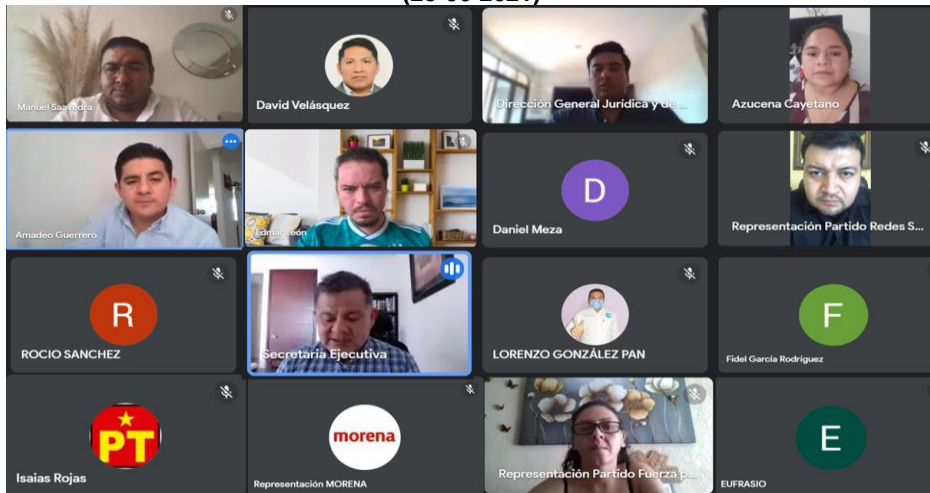 Manuel Saavedra
David Velásquez
Dirección General Jurídica y de ...
Azucena Cayetano
Amadeo Guerrero
Edmar León
D
Daniel Meza
Representación Partido Redes S...
R
ROCIO SANCHEZ
Secretaria Ejecutiva
LORENZO GONZÁLEZ PAN
F
Fidel García Rodríguez
PT
Isaias Rojas
morena
Representación MORENA
Representación Partido Fuerza p...
E
EUFRASIO